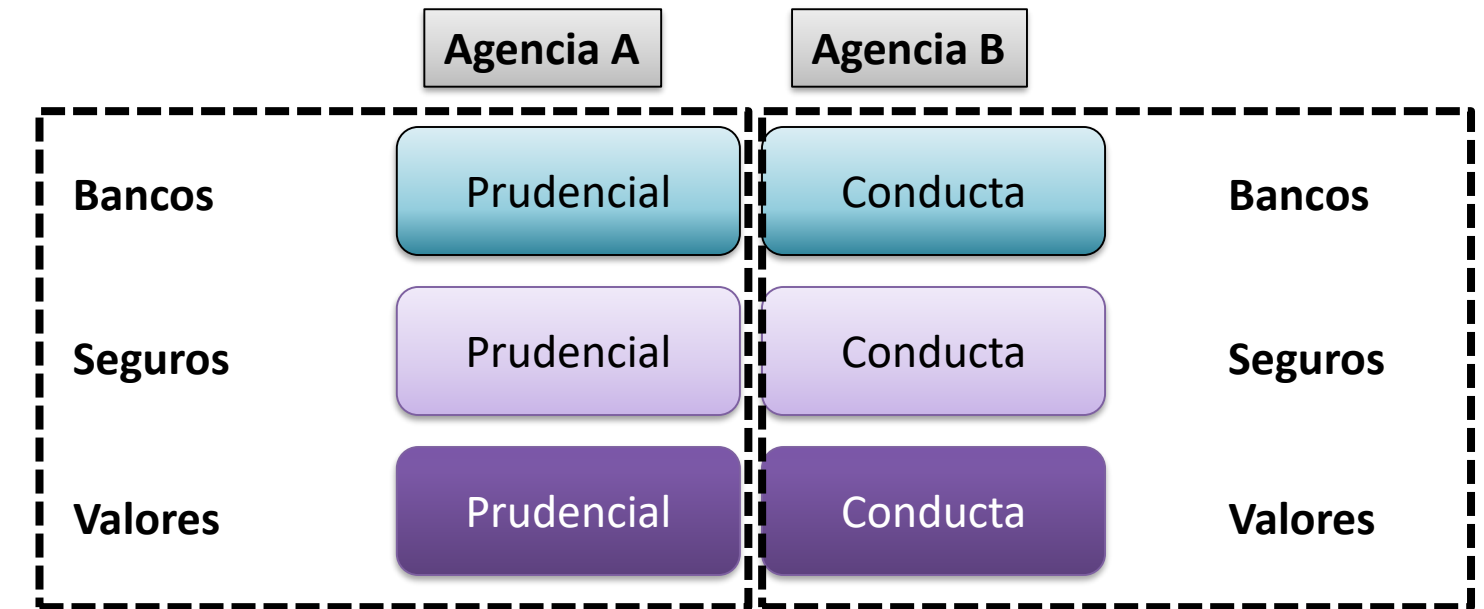 Agencia A
Agencia B
Bancos
Prudencial
Conducta
Bancos
Seguros
Prudencial
Conducta
Seguros
Valores
Prudencial
Conducta
Valores